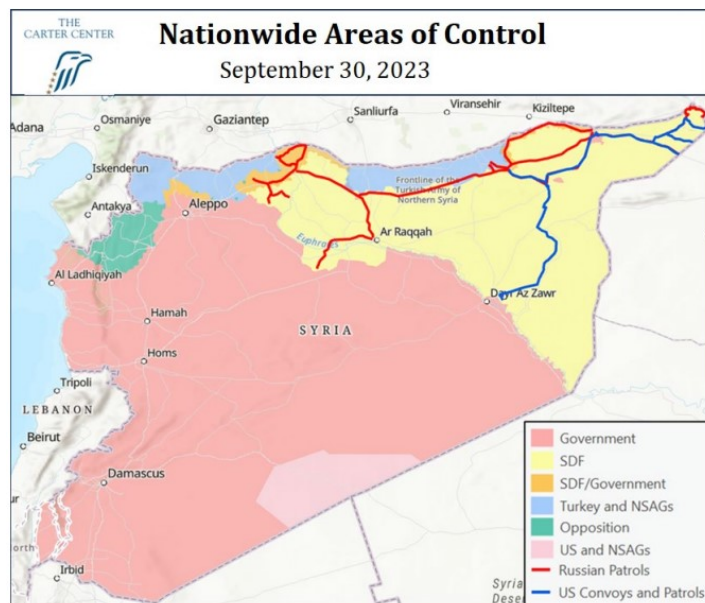 THE
CARTER CENTER
Nationwide Areas of Control
September 30, 2023
Adana
Osmaniye
Gaziantep
Sanliurfa
Viransehir
Kiziltepe
Iskenderun
Antakya
Aleppo
Frontline of the
Turkish Army of
Northern Syria
Euphrates
Ar Raqqah
Al Ladhiqiyah
Dayr Az Zawr
Hamah
SYRIA
Homs
Tripoli
LEBANON
Beirut
Damascus
Irbid
Syria
Dese
Government
SDF
SDF/Government
Turkey and NSAGs
Opposition
US and NSAGs
Russian Patrols
US Convoys and Patrols